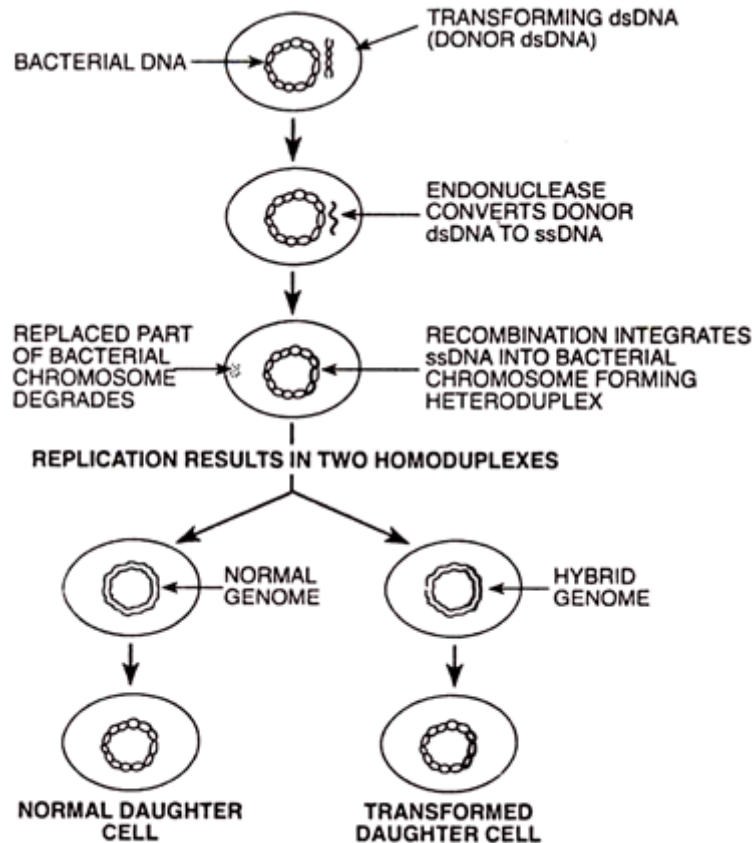 TRANSFORMING dsDNA
(DONOR dsDNA)
BACTERIAL DNA
ENDONUCLEASE
CONVERTS DONOR
dsDNA TO ssDNA
REPLACED PART
OF BACTERIAL
CHROMOSOME
DEGRADES
RECOMBINATION INTEGRATES
ssDNA INTO BACTERIAL
CHROMOSOME FORMING
HETERODUPLEX
REPLICATION RESULTS IN TWO HOMODUPLEXES
NORMAL
GENOME
HYBRID
GENOME
NORMAL DAUGHTER
CELL
TRANSFORMED
DAUGHTER CELL